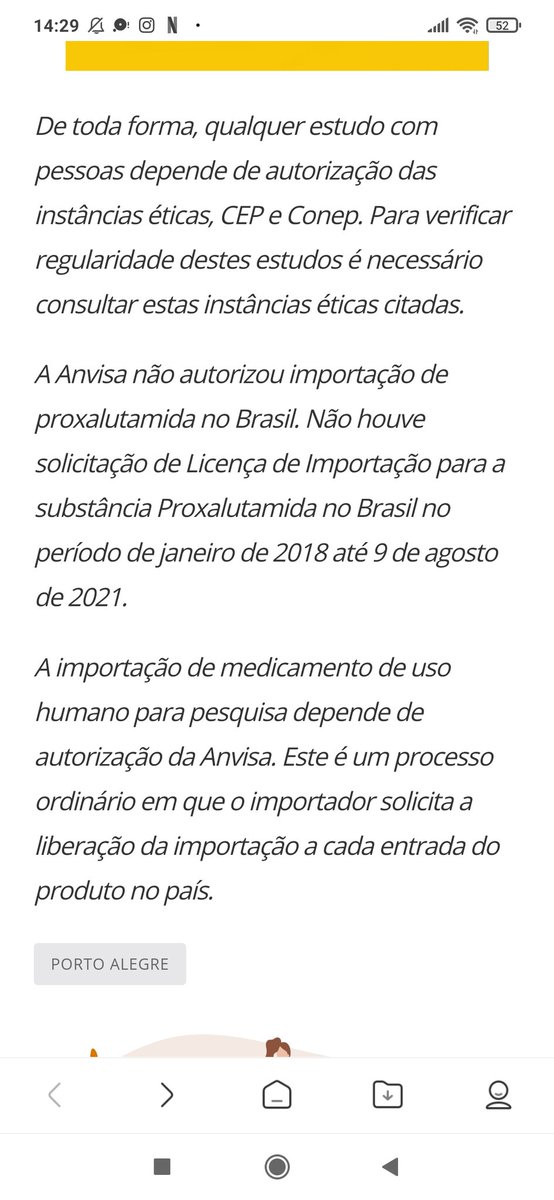 14:29
52
De toda forma, qualquer estudo com
pessoas depende de autorização das
instâncias éticas, CEP e Conep. Para verificar
regularidade destes estudos é necessário
consultar estas instâncias éticas citadas.
A Anvisa não autorizou importação de
proxalutamida no Brasil. Não houve
solicitação de Licença de Importação para a
substância Proxalutamida no Brasil no
período de janeiro de 2018 até 9 de agosto
de 2021.
A importação de medicamento de uso
humano para pesquisa depende de
autorização da Anvisa. Este é um processo
ordinário em que o importador solicita a
liberação da importação a cada entrada do
produto no país.
PORTO ALEGRE